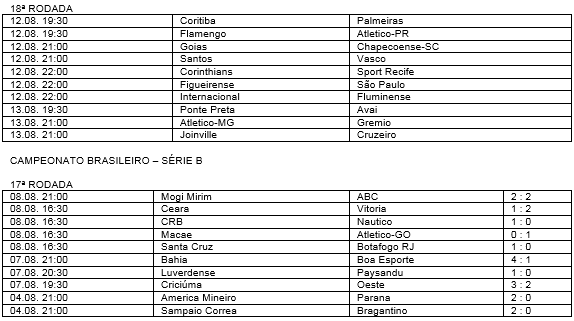 18ª RODADA
12.08. 19:30 Coritiba Palmeiras
12.08. 19:30 Flamengo Atletico-PR
12.08. 21:00 Goias Chapecoense-SC
12.08. 21:00 Santos Vasco
12.08. 22:00 Corinthians Sport Recife
12.08. 22:00 Figueirense São Paulo
12.08. 22:00 Internacional Fluminense
13.08. 19:30 Ponte Preta Avai
13.08. 21:00 Atletico-MG Gremio
13.08. 21:00 Joinville Cruzeiro
CAMPEONATO BRASILEIRO – SÉRIE B
17ª RODADA
08.08. 21:00 Mogi Mirim ABC 2 : 2
08.08. 16:30 Ceara Vitoria 1 : 2
08.08. 16:30 CRB Nautico 1 : 0
08.08. 16:30 Macae Atletico-GO 0 : 1
08.08. 16:30 Santa Cruz Botafogo RJ 1 : 0
07.08. 21:00 Bahia Boa Esporte 4 : 1
07.08. 20:30 Luverdense Paysandu 1 : 0
07.08. 19:30 Criciúma Oeste 3 : 2
04.08. 21:00 America Mineiro Parana 2 : 0
04.08. 21:00 Sampaio Correa Bragantino 2 : 0